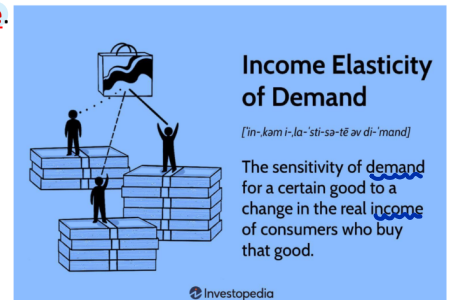 Income Elasticity
of Demand
['in-ˌkəm i-ˌla-ˈsti-sə-tē əv di-ˈmand]
The sensitivity of demand
for a certain good to a
change in the real income
of consumers who buy
that good.
Investopedia